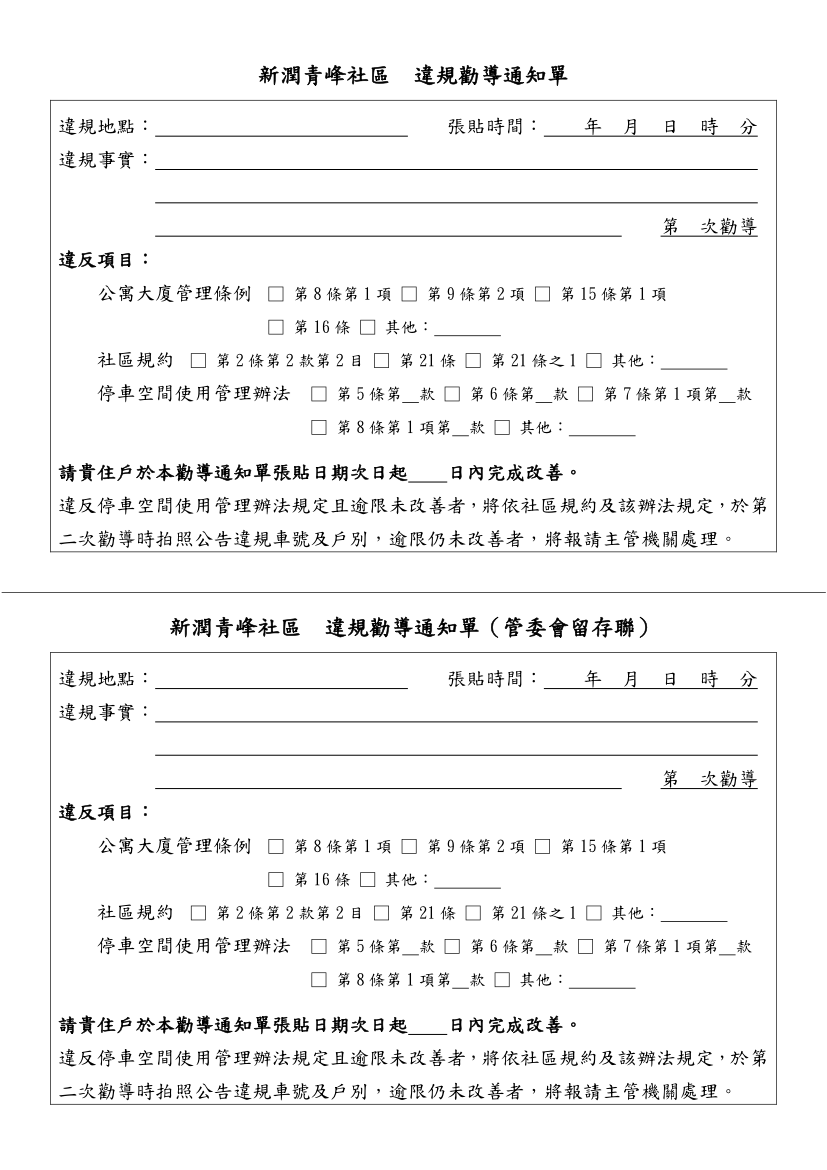 新潤青峰社區　違規勸導通知單
違規地點：＿＿＿＿＿＿＿＿＿＿＿＿＿　張貼時間：＿＿年　月　日　時　分
違規事實：＿＿＿＿＿＿＿＿＿＿＿＿＿＿＿＿＿＿＿＿＿＿＿＿＿＿＿＿＿＿＿
第　次勸導
違反項目：
公寓大廈管理條例　□ 第 8 條第 1 項 □ 第 9 條第 2 項 □ 第 15 條第 1 項
□ 第 16 條 □ 其他：＿＿＿＿
社區規約　□ 第 2 條第 2 款第 2 目 □ 第 21 條 □ 第 21 條之 1 □ 其他：＿＿＿＿
停車空間使用管理辦法　□ 第 5 條第＿款 □ 第 6 條第＿款 □ 第 7 條第 1 項第＿款
□ 第 8 條第 1 項第＿款 □ 其他：＿＿＿＿
請貴住戶於本勸導通知單張貼日期次日起＿＿日內完成改善。
違反停車空間使用管理辦法規定且逾限未改善者，將依社區規約及該辦法規定，於第
二次勸導時拍照公告違規車號及戶別，逾限仍未改善者，將報請主管機關處理。
新潤青峰社區　違規勸導通知單（管委會留存聯）
違規地點：＿＿＿＿＿＿＿＿＿＿＿＿＿　張貼時間：＿＿年　月　日　時　分
違規事實：＿＿＿＿＿＿＿＿＿＿＿＿＿＿＿＿＿＿＿＿＿＿＿＿＿＿＿＿＿＿＿
第　次勸導
違反項目：
公寓大廈管理條例　□ 第 8 條第 1 項 □ 第 9 條第 2 項 □ 第 15 條第 1 項
□ 第 16 條 □ 其他：＿＿＿＿
社區規約　□ 第 2 條第 2 款第 2 目 □ 第 21 條 □ 第 21 條之 1 □ 其他：＿＿＿＿
停車空間使用管理辦法　□ 第 5 條第＿款 □ 第 6 條第＿款 □ 第 7 條第 1 項第＿款
□ 第 8 條第 1 項第＿款 □ 其他：＿＿＿＿
請貴住戶於本勸導通知單張貼日期次日起＿＿日內完成改善。
違反停車空間使用管理辦法規定且逾限未改善者，將依社區規約及該辦法規定，於第
二次勸導時拍照公告違規車號及戶別，逾限仍未改善者，將報請主管機關處理。